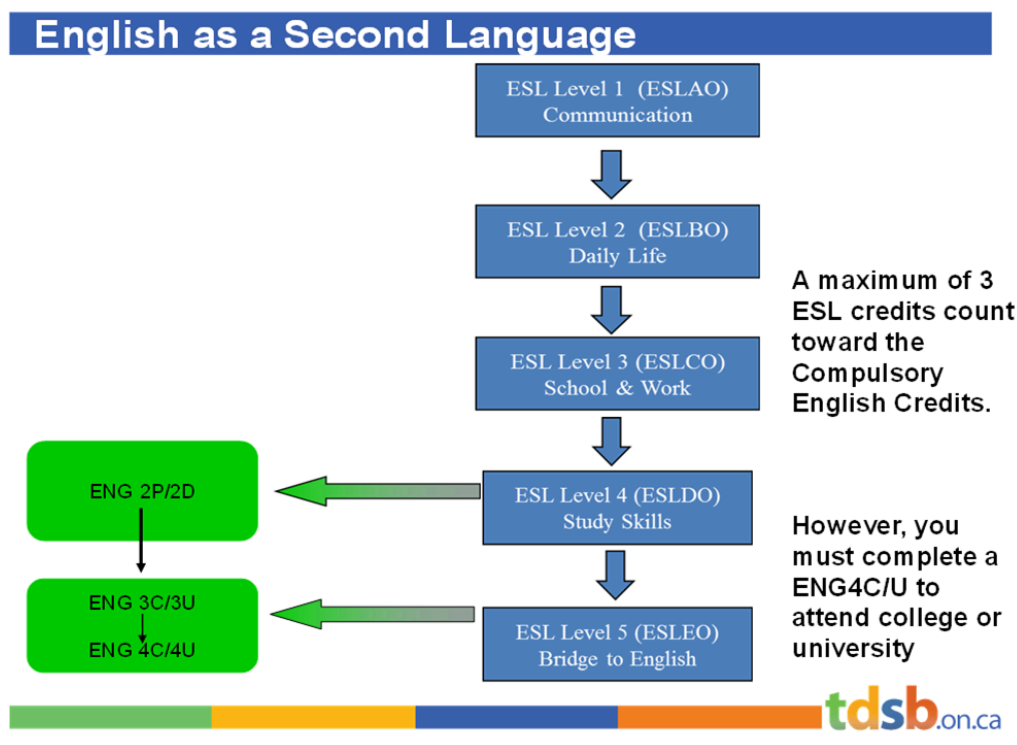 English as a Second Language
ESL Level 1 (ESLAO)
Communication
ESL Level 2 (ESLBO)
Daily Life
ESL Level 3 (ESLCO)
School & Work
ESL Level 4 (ESLDO)
Study Skills
ESL Level 5 (ESLEO)
Bridge to English
ENG 2P/2D
ENG 3C/3U
ENG 4C/4U
A maximum of 3
ESL credits count
toward the
Compulsory
English Credits.
However, you
must complete a
ENG4C/U to
attend college or
university
tdsb.on.ca